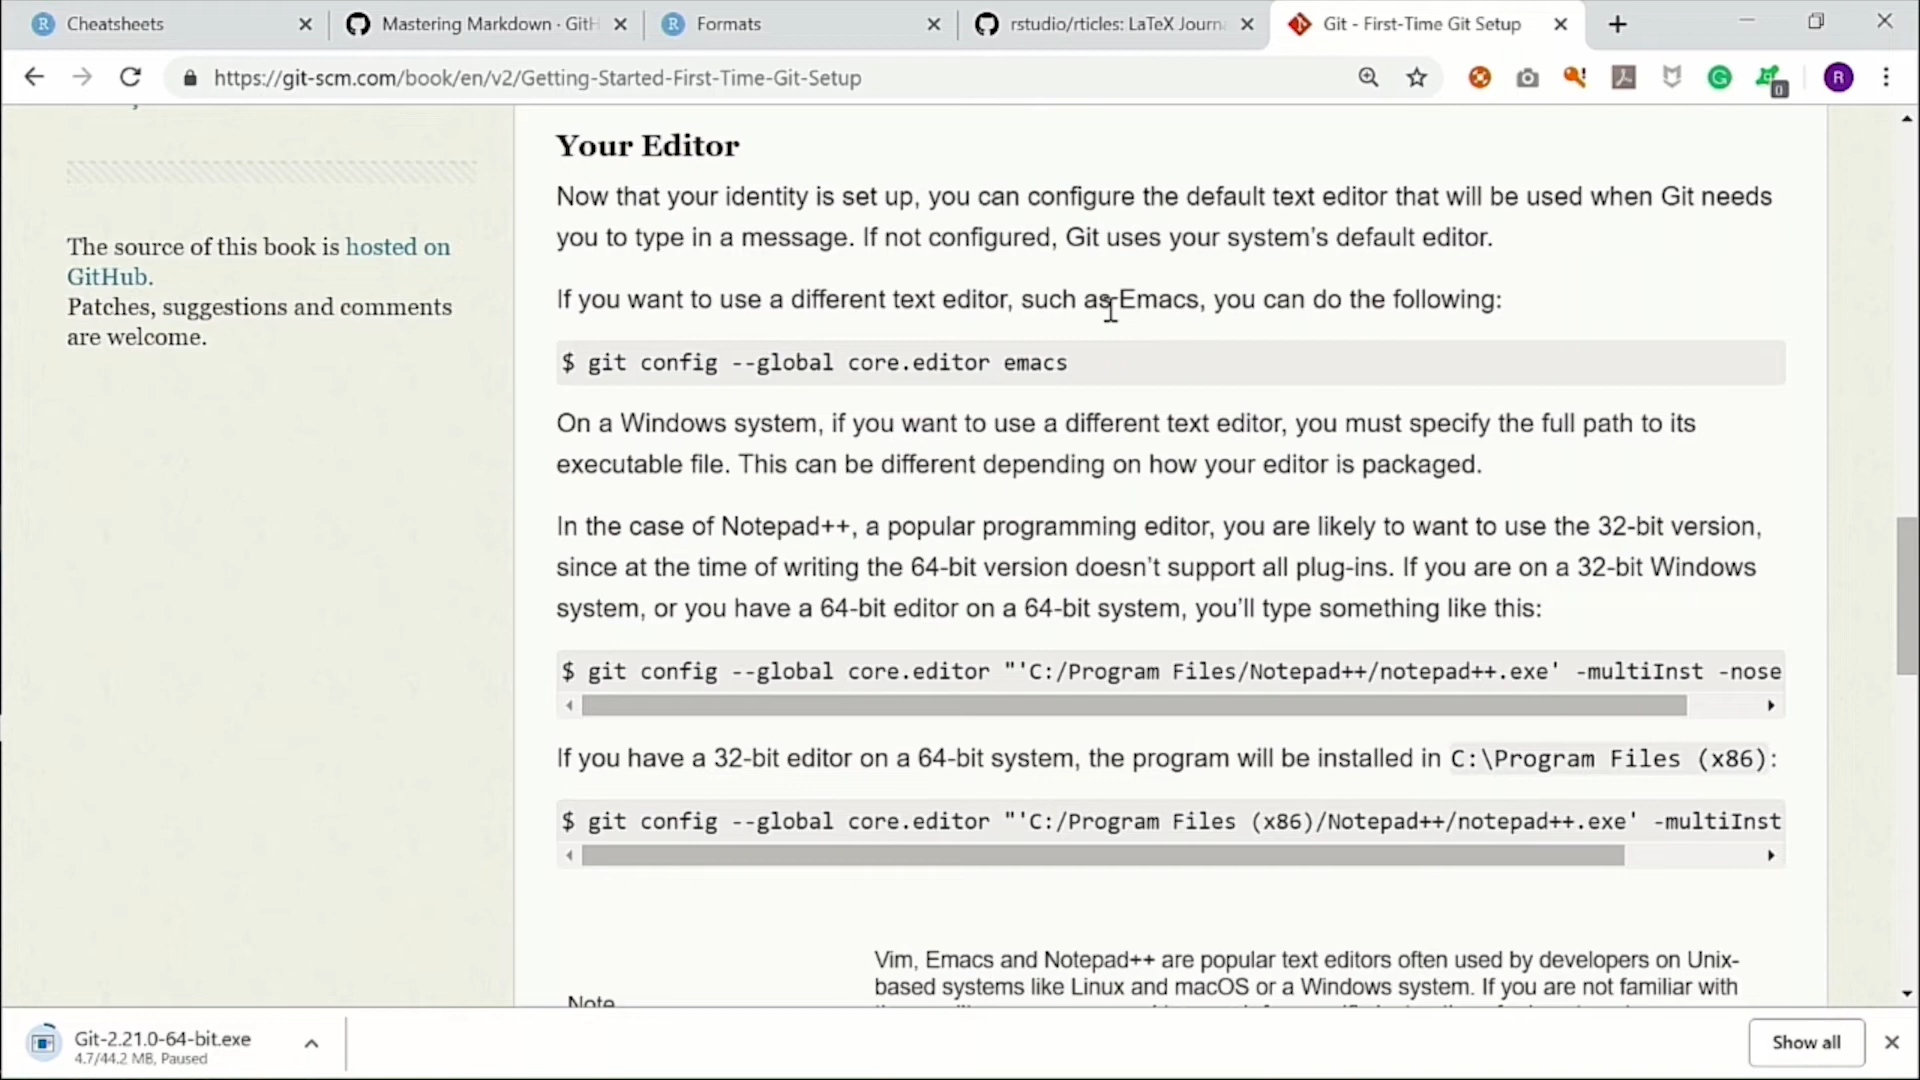 Cheatsheets
Mastering Markdown · GitH
Formats
rstudio/rticles: LaTeX Journ
Git - First-Time Git Setup
https://git-scm.com/book/en/v2/Getting-Started-First-Time-Git-Setup
0
R
The source of this book is hosted on
GitHub.
Patches, suggestions and comments
are welcome.
Your Editor
Now that your identity is set up, you can configure the default text editor that will be used when Git needs
you to type in a message. If not configured, Git uses your system’s default editor.
If you want to use a different text editor, such as Emacs, you can do the following:
$ git config --global core.editor emacs
On a Windows system, if you want to use a different text editor, you must specify the full path to its
executable file. This can be different depending on how your editor is packaged.
In the case of Notepad++, a popular programming editor, you are likely to want to use the 32-bit version,
since at the time of writing the 64-bit version doesn’t support all plug-ins. If you are on a 32-bit Windows
system, or you have a 64-bit editor on a 64-bit system, you’ll type something like this:
$ git config --global core.editor "'C:/Program Files/Notepad++/notepad++.exe' -multiInst -nose
If you have a 32-bit editor on a 64-bit system, the program will be installed in C:\Program Files (x86):
$ git config --global core.editor "'C:/Program Files (x86)/Notepad++/notepad++.exe' -multiInst
Vim, Emacs and Notepad++ are popular text editors often used by developers on Unix-
based systems like Linux and macOS or a Windows system. If you are not familiar with
Note
Git-2.21.0-64-bit.exe
4.7/44.2 MB, Paused
Show all